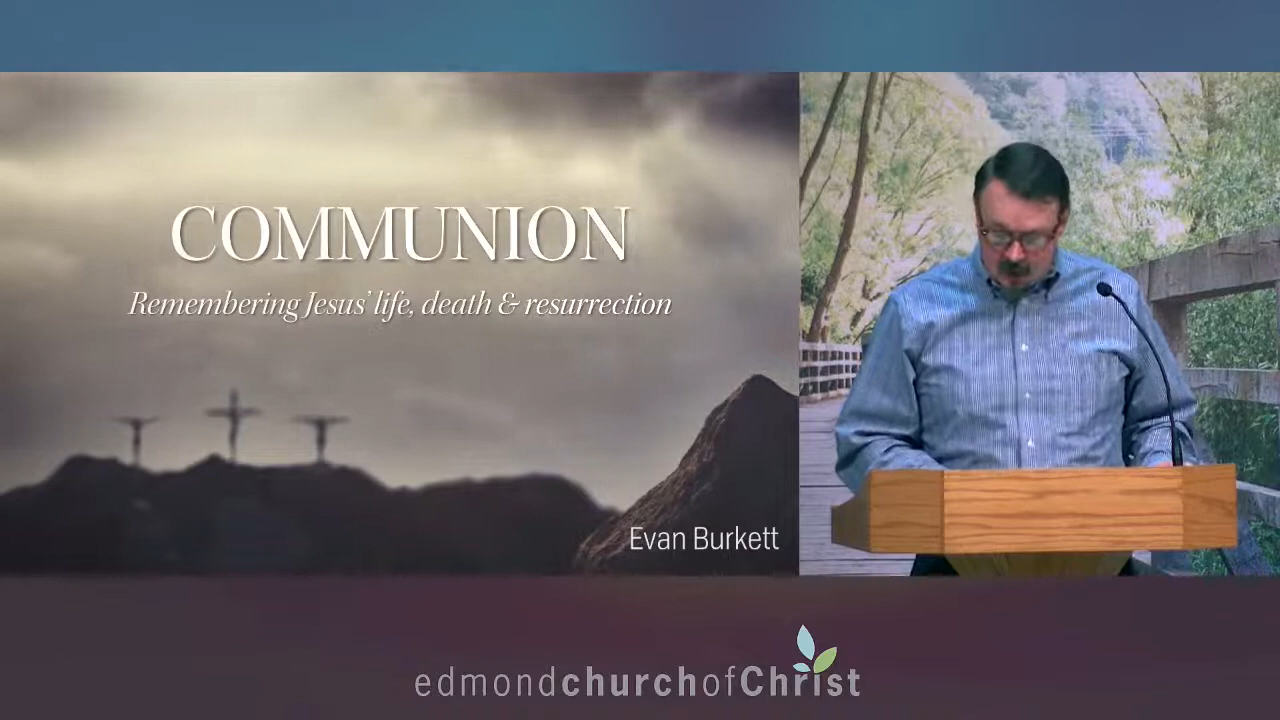 COMMUNION
Remembering Jesus' life, death & resurrection
Evan Burkett
edmondchurchofChrist